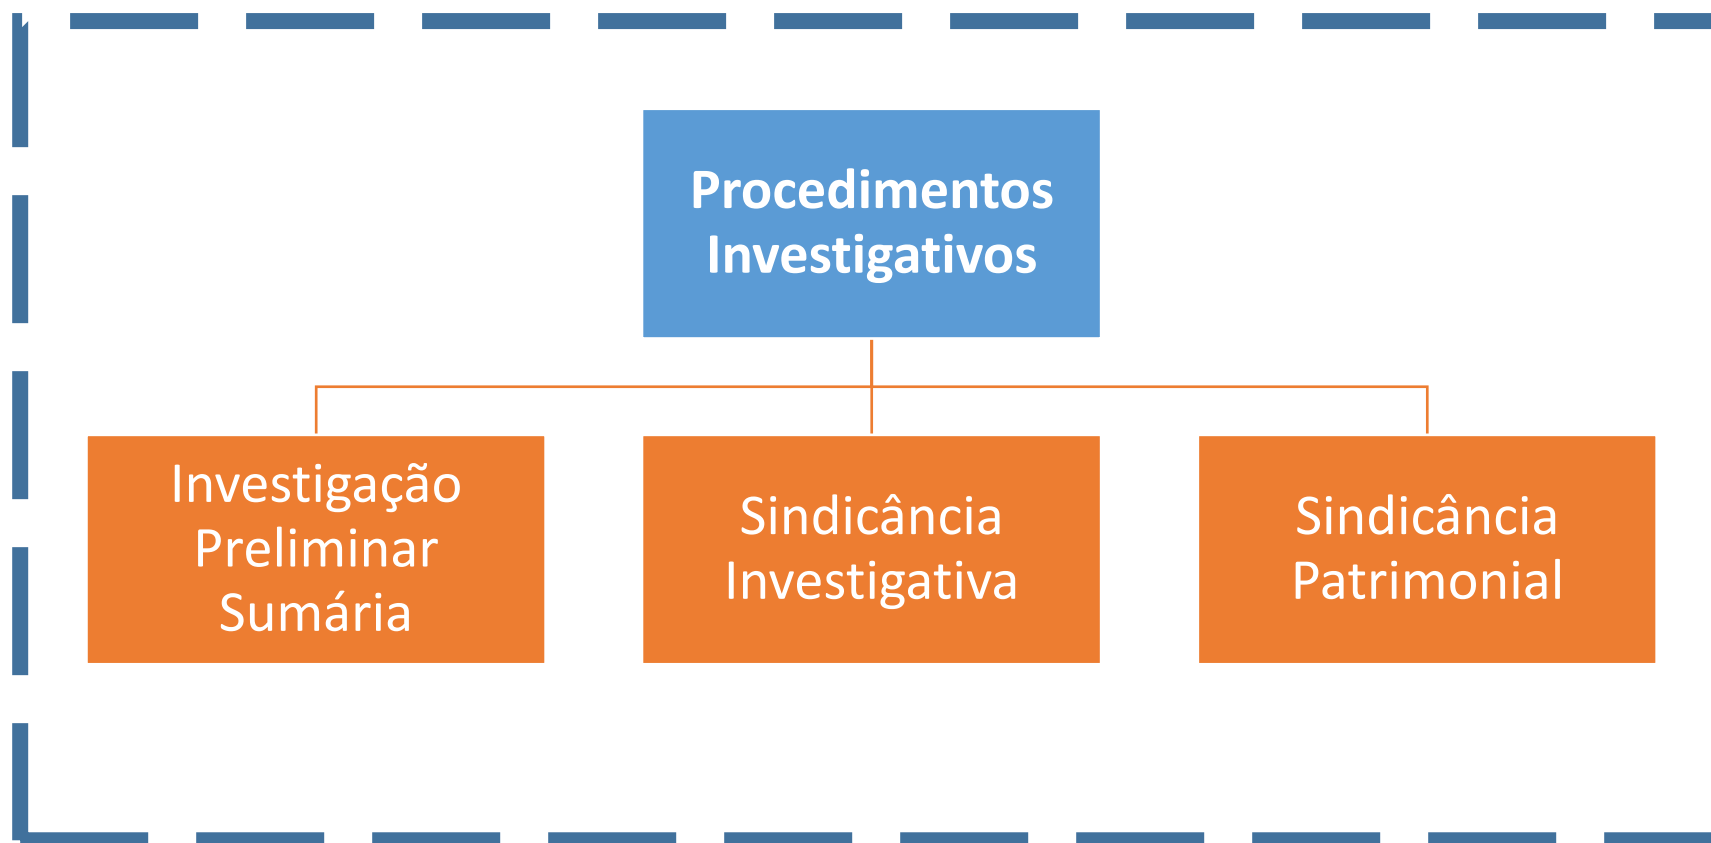 Procedimentos
Investigativos
Investigação
Preliminar
Sumária
Sindicância
Investigativa
Sindicância
Patrimonial